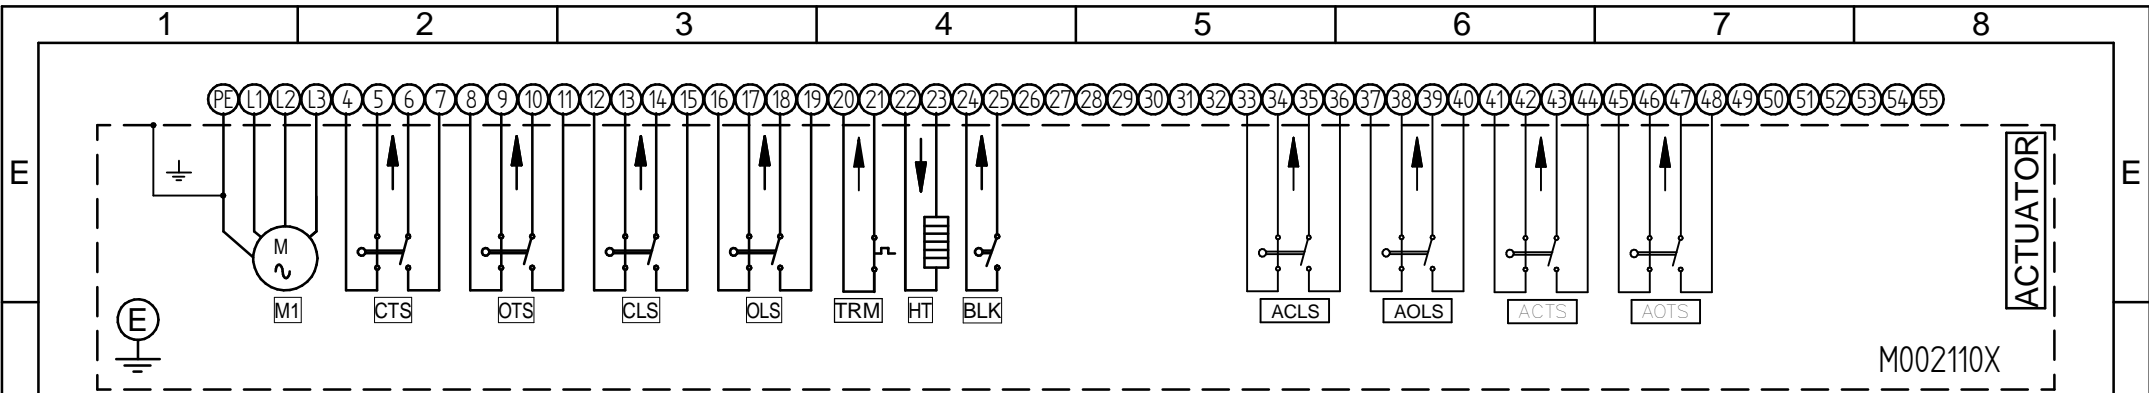 1 2 3 4 5 6 7 8
PE L1 L2 L3 4 5 6 7 8 9 10 11 12 13 14 15 16 17 18 19 20 21 22 23 24 25 26 27 28 29 30 31 32 33 34 35 36 37 38 39 40 41 42 43 44 45 46 47 48 49 50 51 52 53 54 55
E E
ACTUATOR
M
M1 CTS OTS CLS OLS TRM HT BLK ACLS AOLS ACTS AOTS
E
M002110X